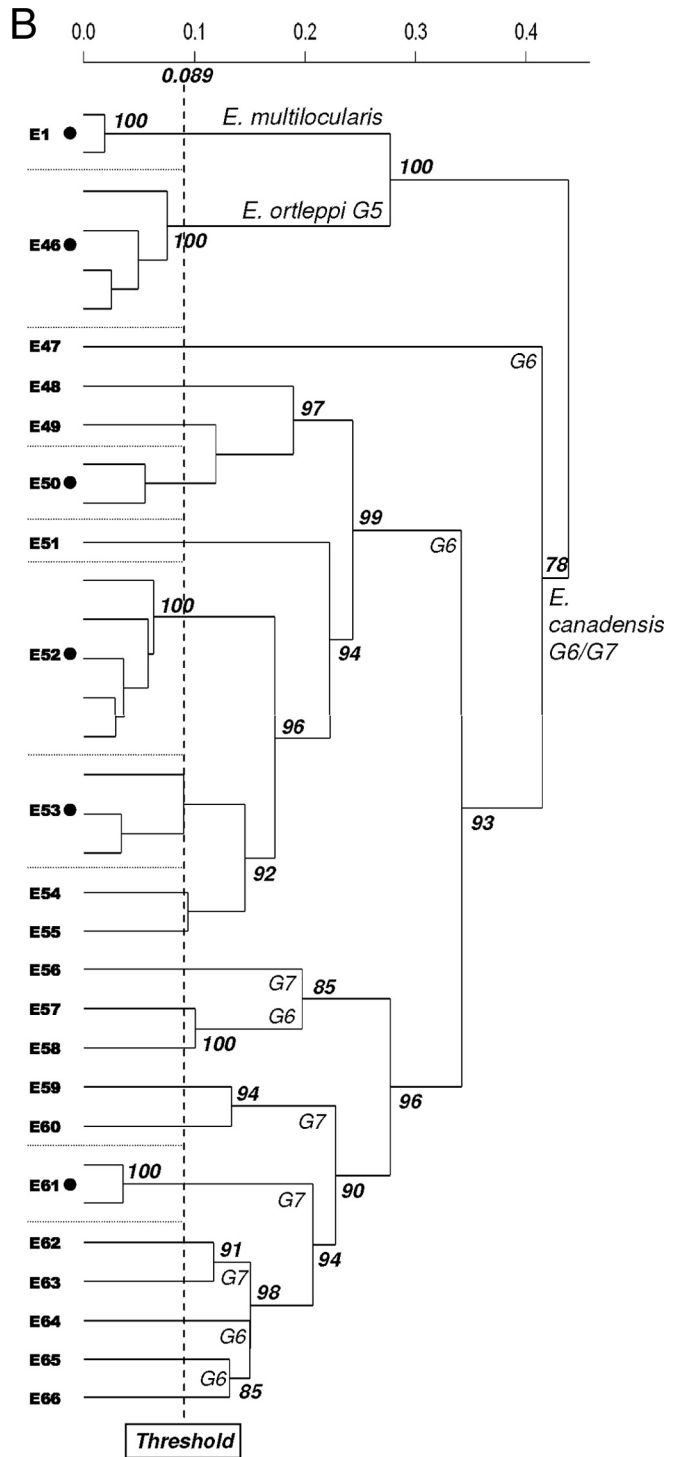 B
0.0 0.1 0.2 0.3 0.4
0.089
E1 100 E. multilocularis
100
E. ortleppi G5
E46 100
E47
G6
E48
97
E49
E50
99
E51 G6
78
100 E.
canadensis
E52 G6/G7
94
96
E53 93
92
E54
E55
E56
G7 85
E57 G6
E58 100
E59 94 96
E60 G7
100 90
E61 G7
E62 91 94
E63 G7 98
E64
G6
E65 G6
E66 85
Threshold